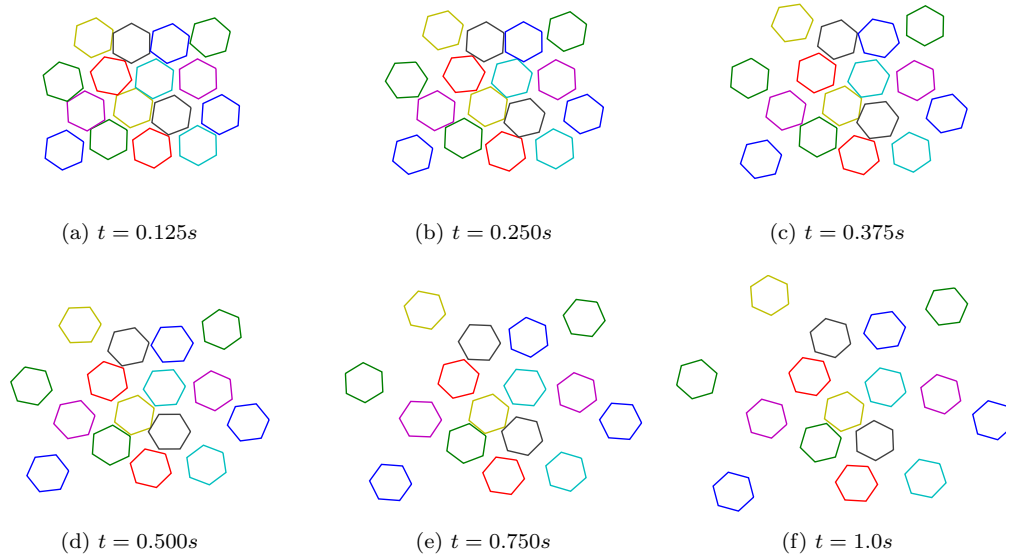 (a) t = 0.125s (b) t = 0.250s (c) t = 0.375s
(d) t = 0.500s (e) t = 0.750s (f) t = 1.0s